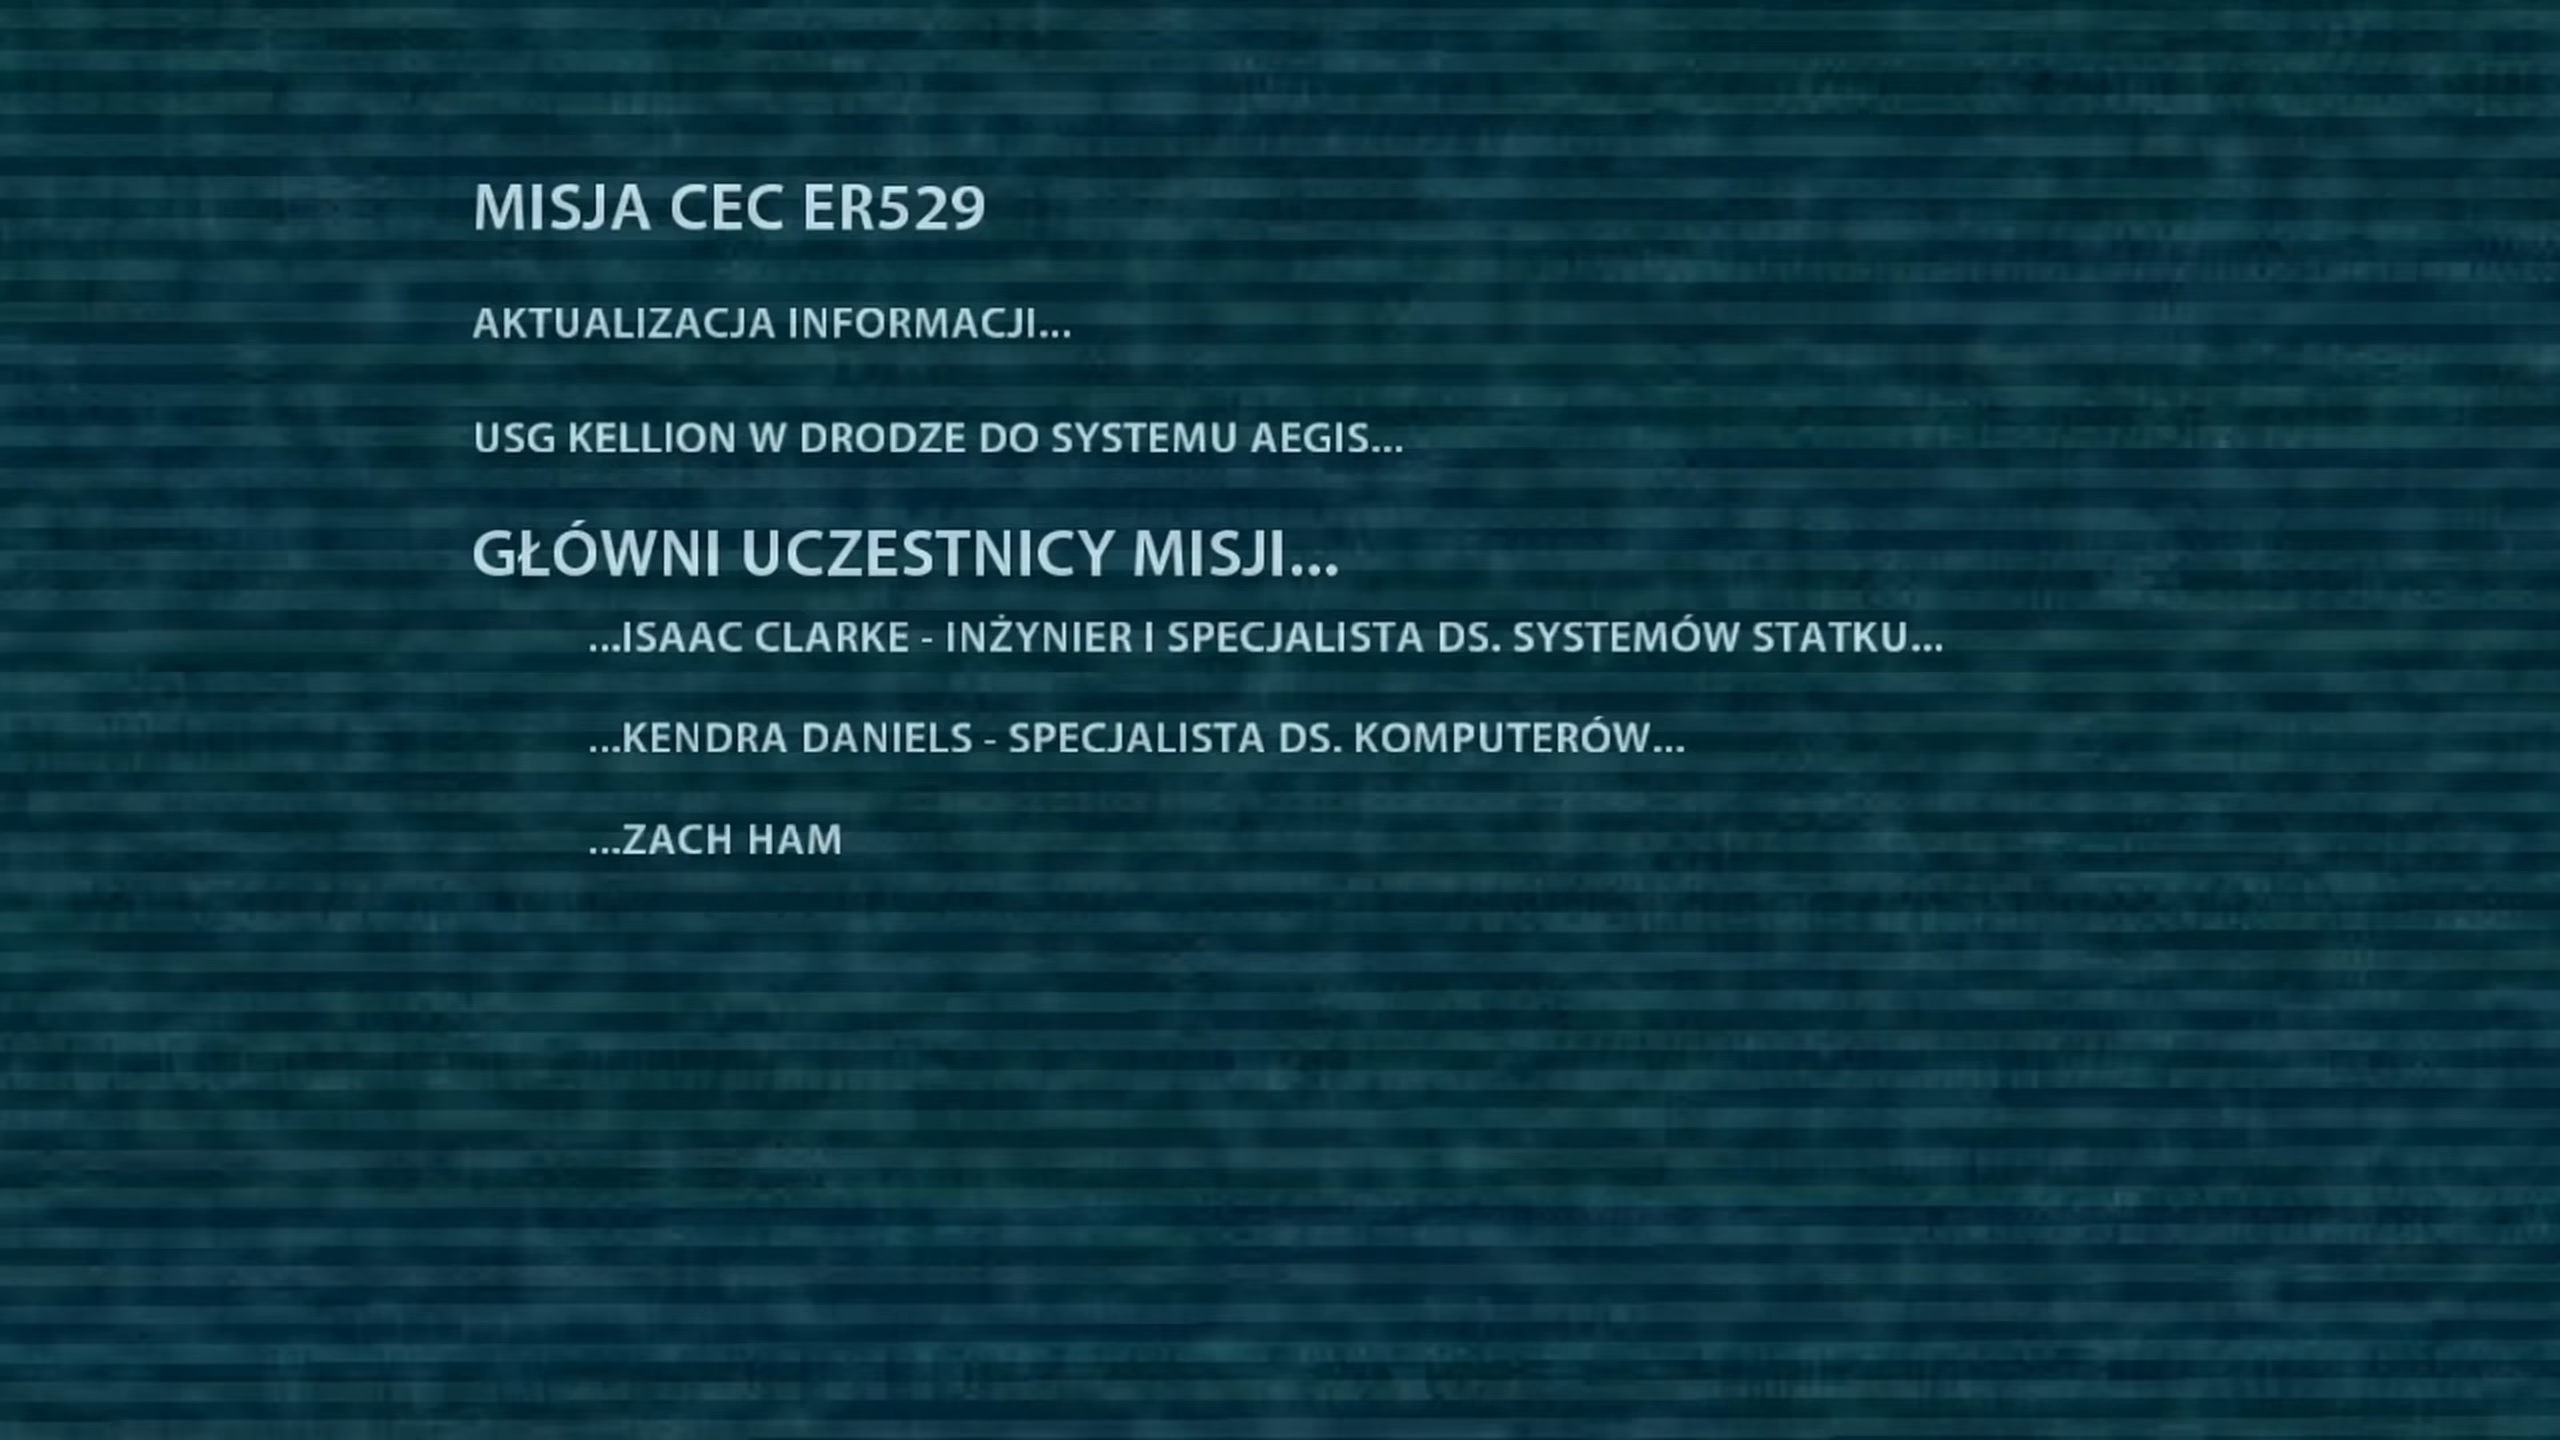 MISJA CEC ER529
AKTUALIZACJA INFORMACJI...
USG KELLION W DRODZE DO SYSTEMU AEGIS...
GŁÓWNI UCZESTNICY MISJI...
...ISAAC CLARKE - INŻYNIER I SPECJALISTA DS. SYSTEMÓW STATKU...
...KENDRA DANIELS - SPECJALISTA DS. KOMPUTERÓW...
...ZACH HAM